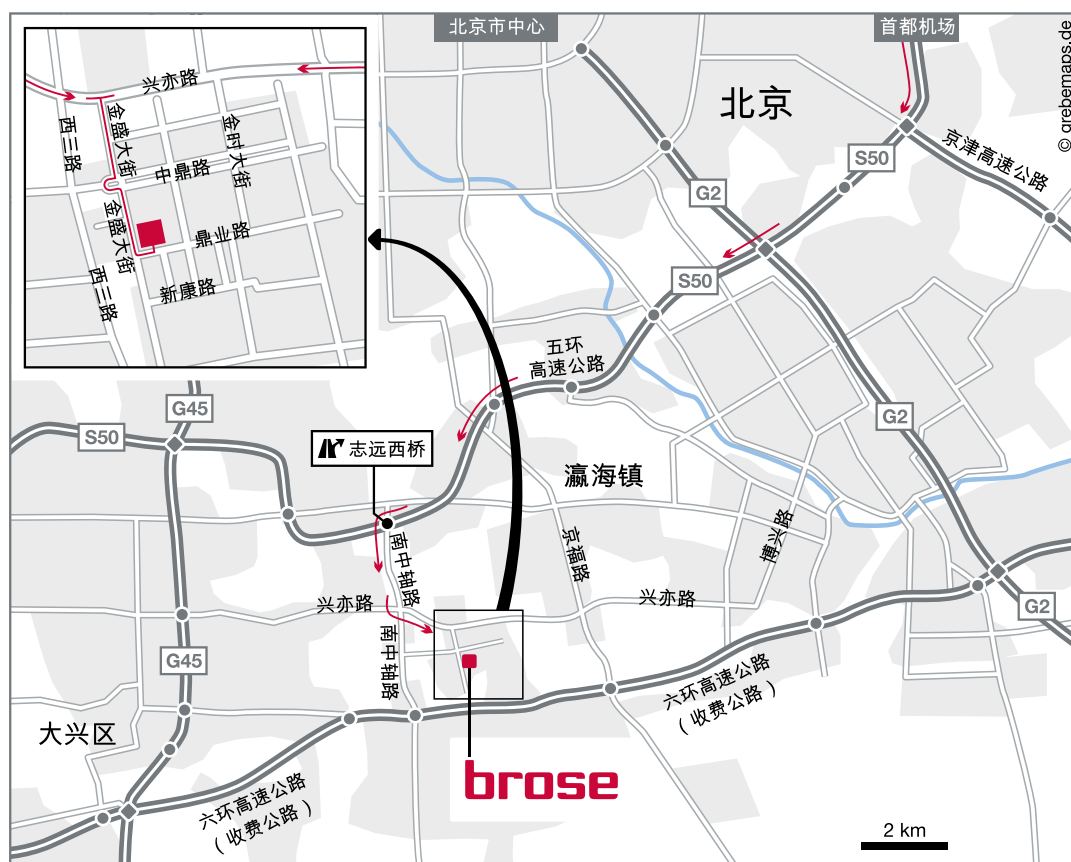 北京市中心
首都机场
© grebemaps.de
兴亦路
西三路
金盛大街
金时大街
中鼎路
金盛大街
鼎业路
西三路
新康路
北京
S50
京津高速公路
G2
S50
五环
高速公路
G45
S50
G2
志远西桥
瀛海镇
南中轴路
京福路
博兴路
兴亦路
兴亦路
G2
南中轴路
G45
六环高速公路
（收费公路）
大兴区
brose
六环高速公路
（收费公路）
2 km